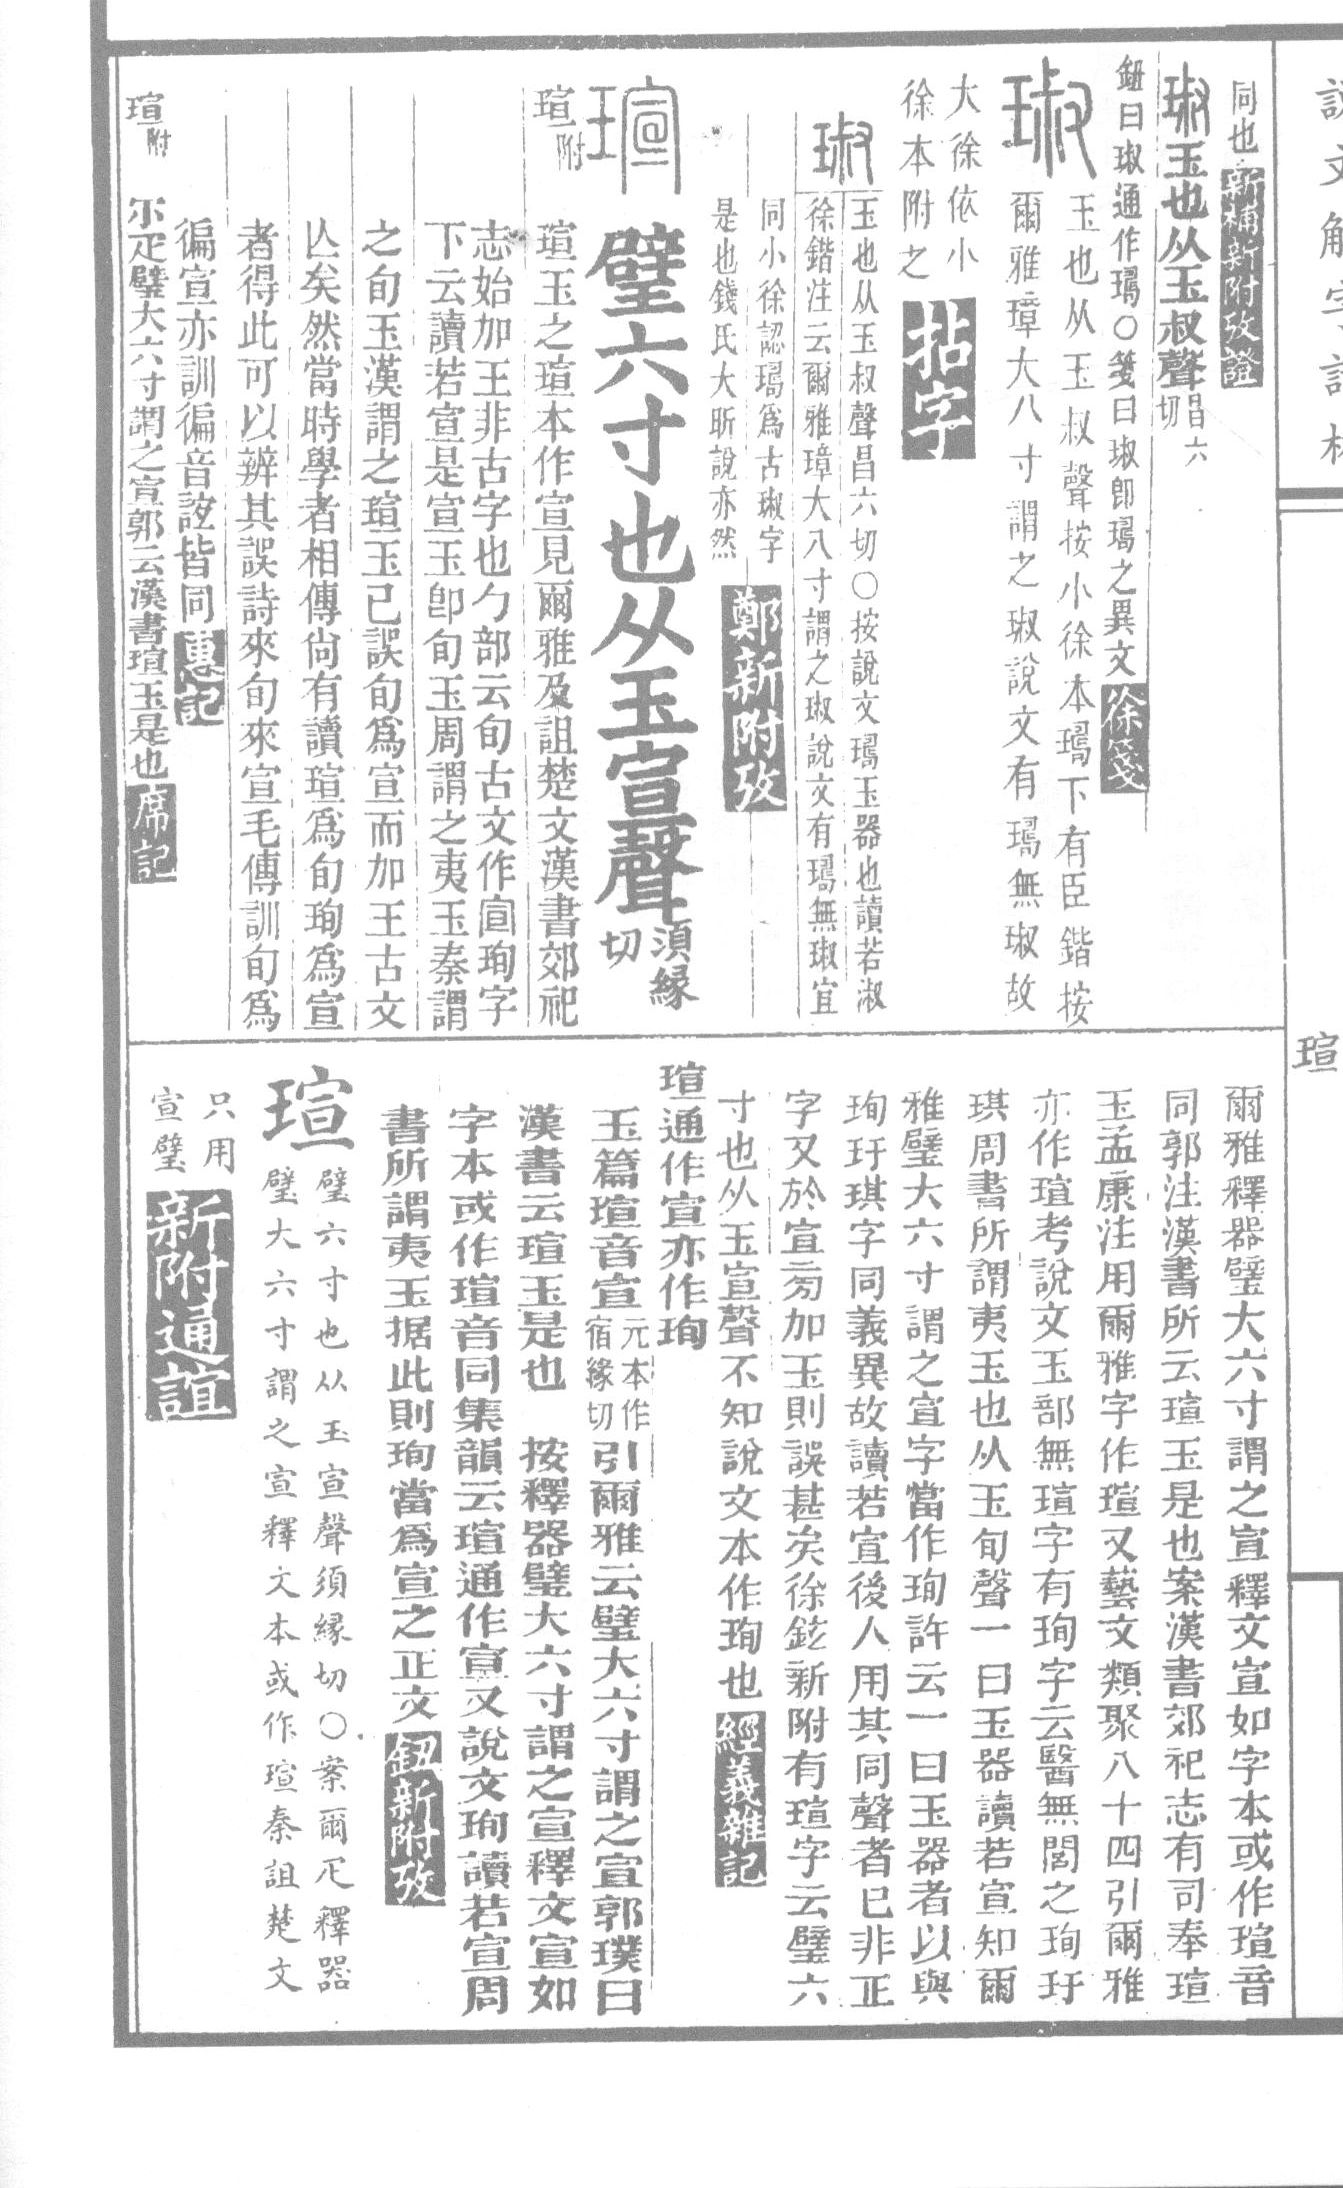 同也 新補新附攷證
琡 玉也从玉叔聲 昌六切
鈕曰琡通作㻿〇箋曰琡卽㻿之異文 徐箋
琡 玉也从玉叔聲按小徐本㻿下有臣鍇按
爾雅璋大八寸謂之琡說文有㻿無琡故
大徐依小
徐本附之 拈字
琡 玉也从玉叔聲昌六切〇按說文㻿玉器也讀若淑
徐鍇注云爾雅璋大八寸謂之琡說文有㻿無琡宜
同小徐認㻿爲古琡字
是也錢氏大昕說亦然 鄭新附攷
瑄 璧六寸也从玉宣聲 須緣切
瑄附 瑄玉之瑄本作宣見爾雅及詛楚文漢書郊祀
志始加王非古字也勹部云旬古文作㝁珣字
下云讀若宣是宣玉卽旬玉周謂之夷玉秦謂
之旬玉漢謂之瑄玉已誤旬爲宣而加王古文
亾矣然當時學者相傳尙有讀瑄爲旬珣爲宣
者得此可以辨其誤詩來旬來宣毛傳訓旬爲
徧宣亦訓徧音誼皆同 惠記
瑄附 尒疋璧大六寸謂之宣郭云漢書瑄玉是也 席記
說文解字詁林
瑄
爾雅釋器璧大六寸謂之宣釋文宣如字本或作瑄音
同郭注漢書所云瑄玉是也案漢書郊祀志有司奉瑄
玉孟康注用爾雅字作瑄又藝文類聚八十四引爾雅
亦作瑄考說文玉部無瑄字有珣字云醫無閭之珣玗
琪周書所謂夷玉也从玉旬聲一曰玉器讀若宣知爾
雅璧大六寸謂之宣字當作珣許云一曰玉器者以與
珣玗琪字同義異故讀若宣後人用其同聲者已非正
字又於宣旁加玉則誤甚矣徐鉉新附有瑄字云璧六
寸也从玉宣聲不知說文本作珣也 經義雜記
瑄通作宣亦作珣
玉篇瑄音宣 元本作宿緣切 引爾雅云璧大六寸謂之宣郭璞曰
漢書云瑄玉是也 按釋器璧大六寸謂之宣釋文宣如
字本或作瑄音同集韻云瑄通作宣又說文珣讀若宣周
書所謂夷玉据此則珣當爲宣之正文 鈕新附攷
瑄 璧六寸也从玉宣聲須緣切〇案爾疋釋器
璧大六寸謂之宣釋文本或作瑄秦詛楚文
只用
宣璧 新附通誼